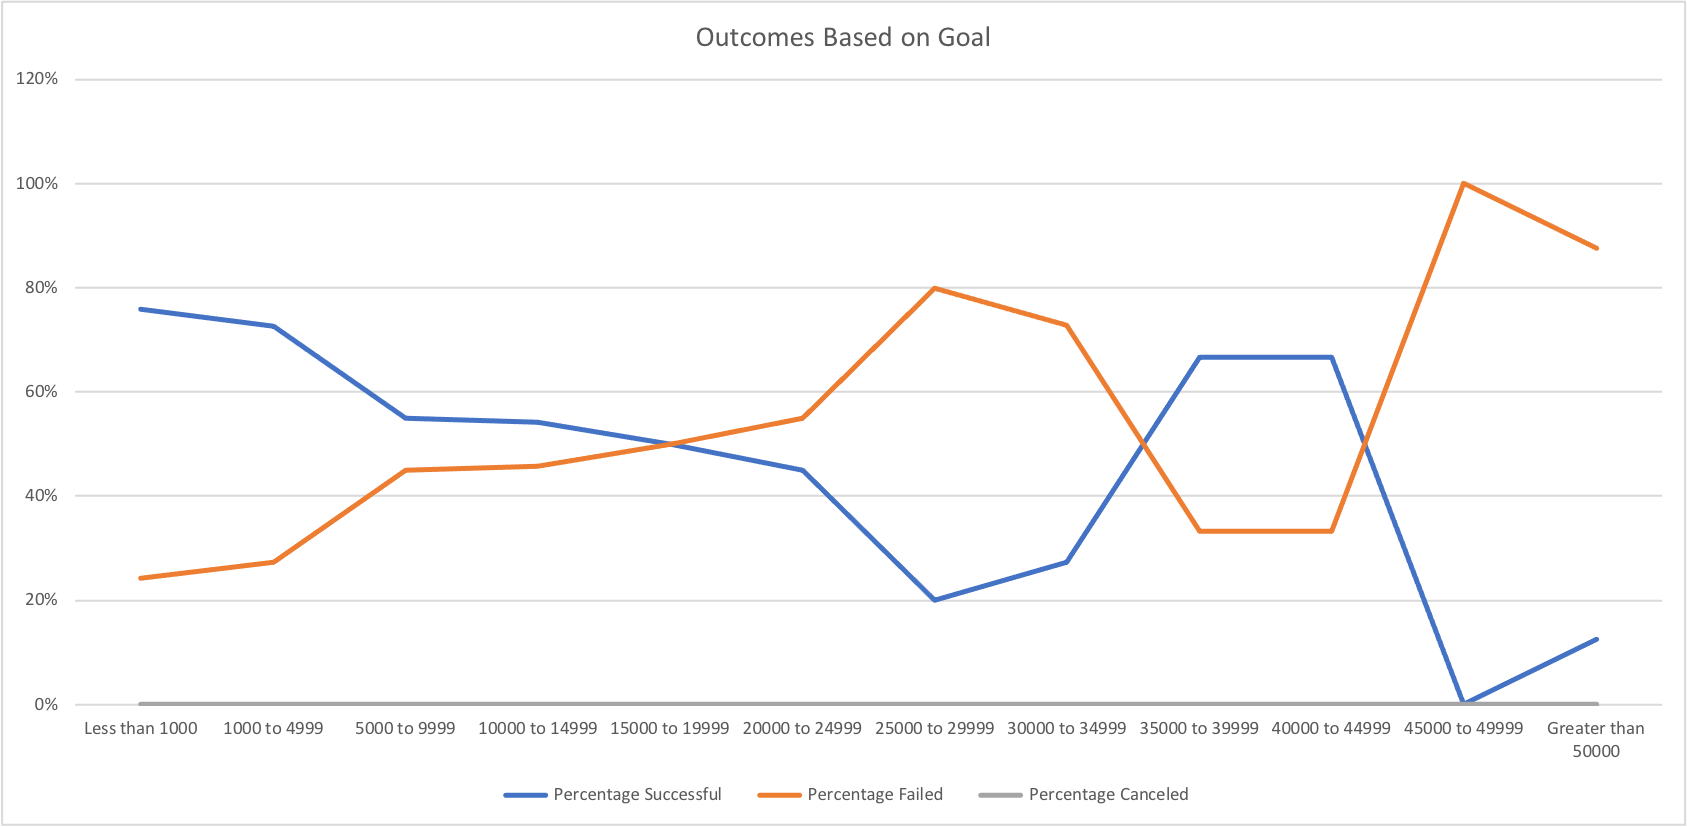 Outcomes Based on Goal
120%
100%
80%
60%
40%
20%
0%
Less than 1000
1000 to 4999
5000 to 9999
10000 to 14999
15000 to 19999
20000 to 24999
25000 to 29999
30000 to 34999
35000 to 39999
40000 to 44999
45000 to 49999
Greater than
50000
Percentage Successful
Percentage Failed
Percentage Canceled